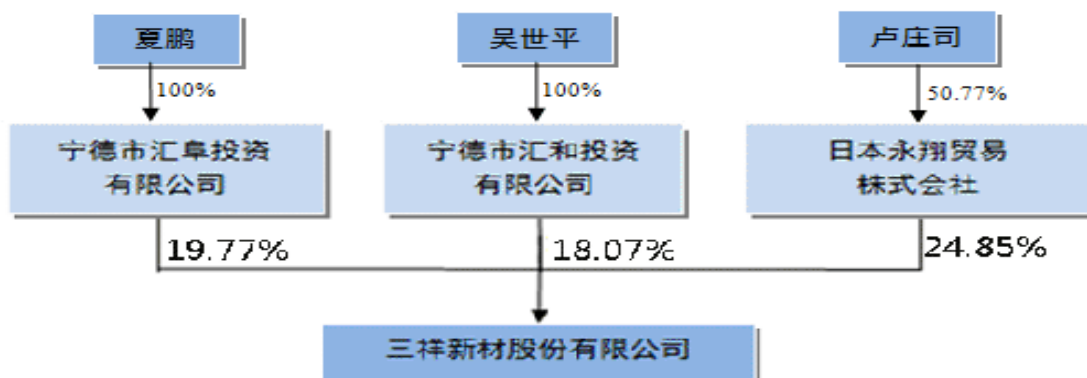 夏鹏
吴世平
卢庄司
100%
100%
50.77%
宁德市汇阜投资
有限公司
宁德市汇和投资
有限公司
日本永翔贸易
株式会社
19.77%
18.07%
24.85%
三祥新材股份有限公司